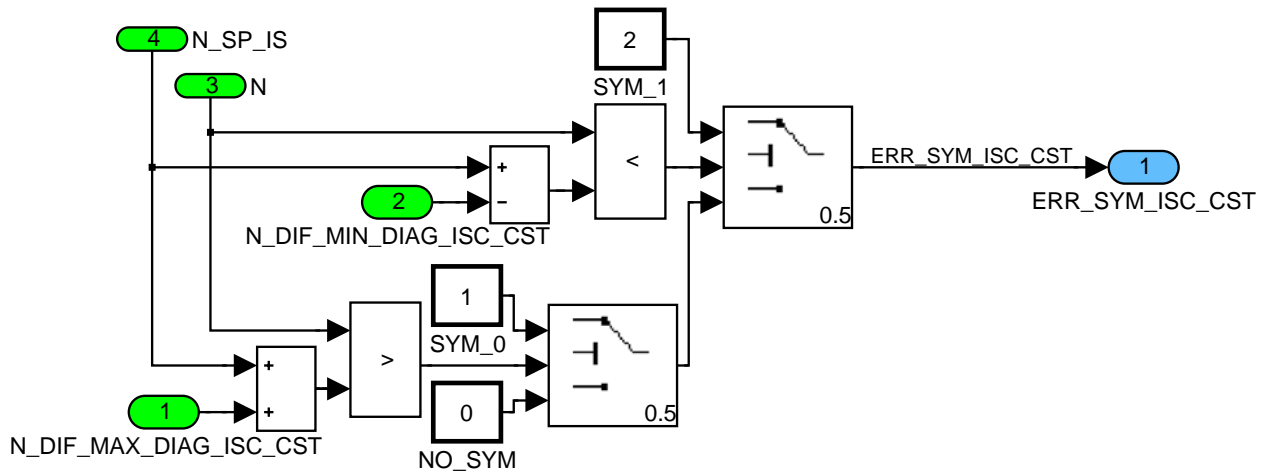 4 N_SP_IS
3 N
2
SYM_1
<
ERR_SYM_ISC_CST
1
ERR_SYM_ISC_CST
+
−
2
N_DIF_MIN_DIAG_ISC_CST
0.5
1
SYM_0
>
+
+
1
N_DIF_MAX_DIAG_ISC_CST
0
NO_SYM
0.5